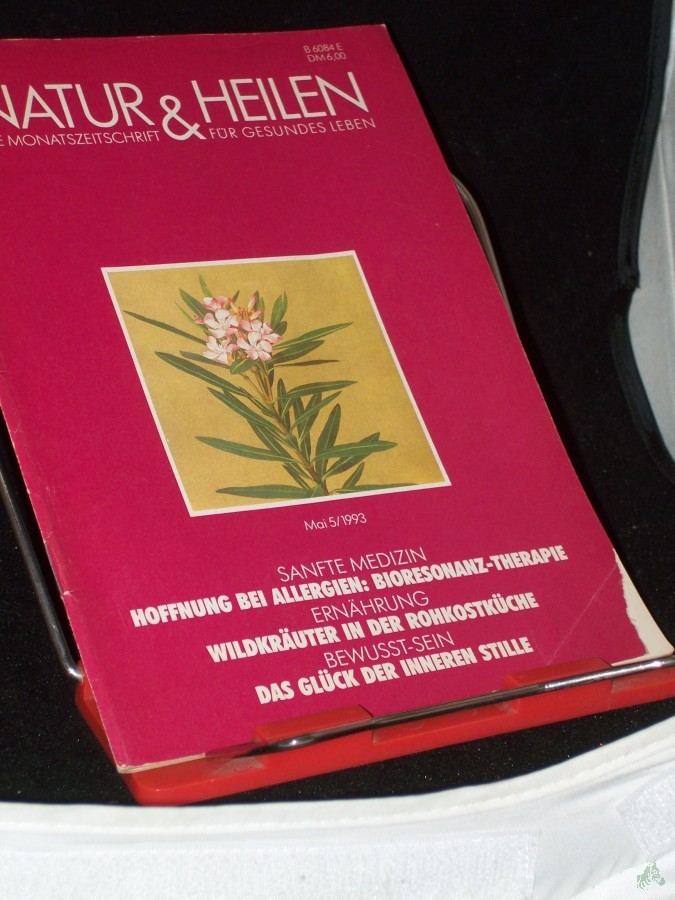 B 6084 E
DM 6,00
NATUR & HEILEN
E MONATSZEITSCHRIFT FÜR GESUNDES LEBEN
Mai 5/1993
SANFTE MEDIZIN
HOFFNUNG BEI ALLERGIEN: BIORESONANZ-THERAPIE
ERNÄHRUNG
WILDKRÄUTER IN DER ROHKOSTKÜCHE
BEWUSST-SEIN
DAS GLÜCK DER INNEREN STILLE